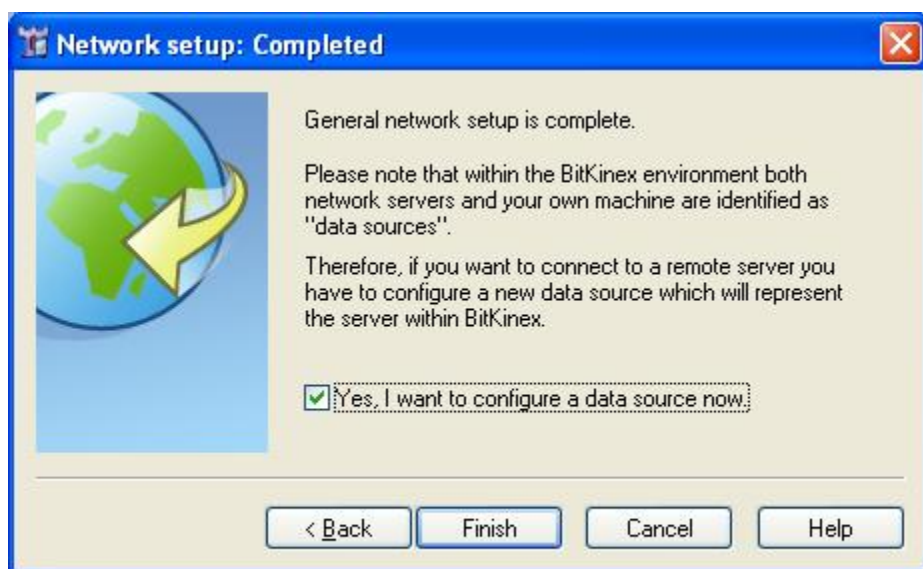 Network setup: Completed
General network setup is complete.
Please note that within the BitKinex environment both
network servers and your own machine are identified as
"data sources".
Therefore, if you want to connect to a remote server you
have to configure a new data source which will represent
the server within BitKinex.
Yes, I want to configure a data source now.
< Back Finish Cancel Help